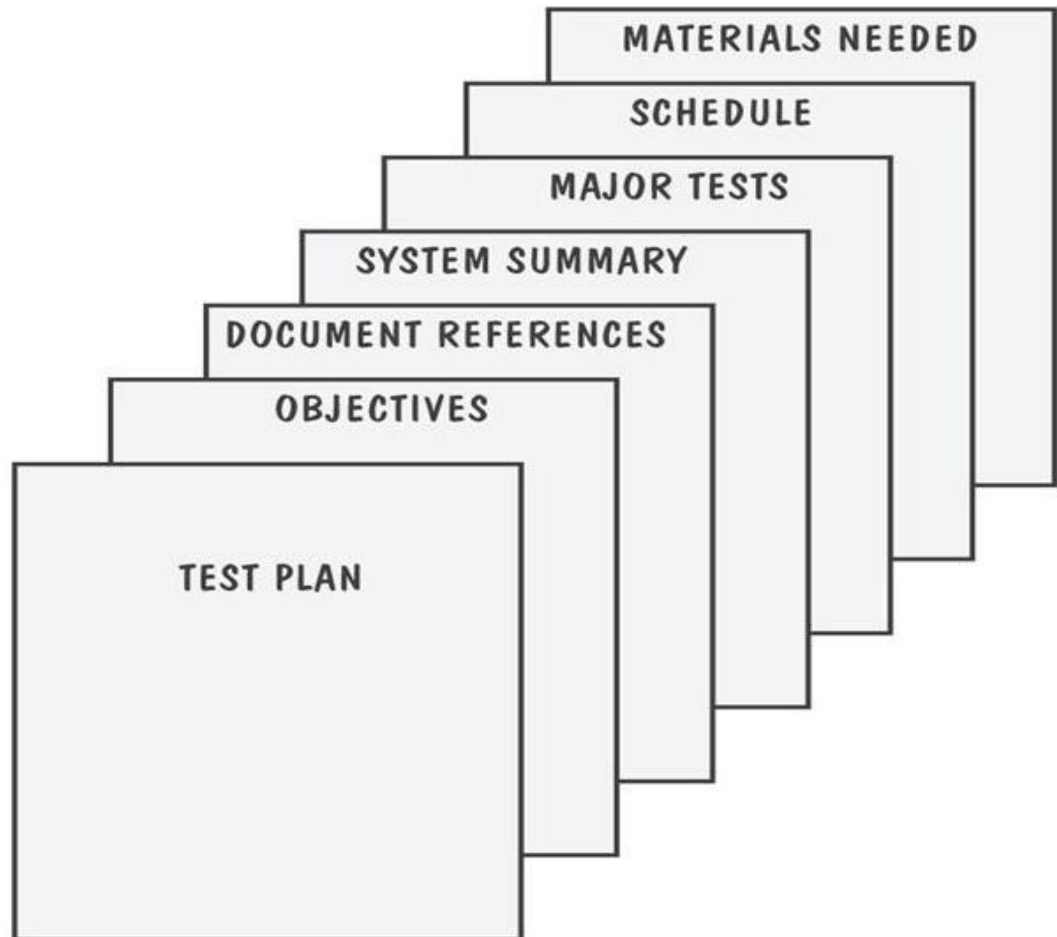 MATERIALS NEEDED
SCHEDULE
MAJOR TESTS
SYSTEM SUMMARY
DOCUMENT REFERENCES
OBJECTIVES
TEST PLAN